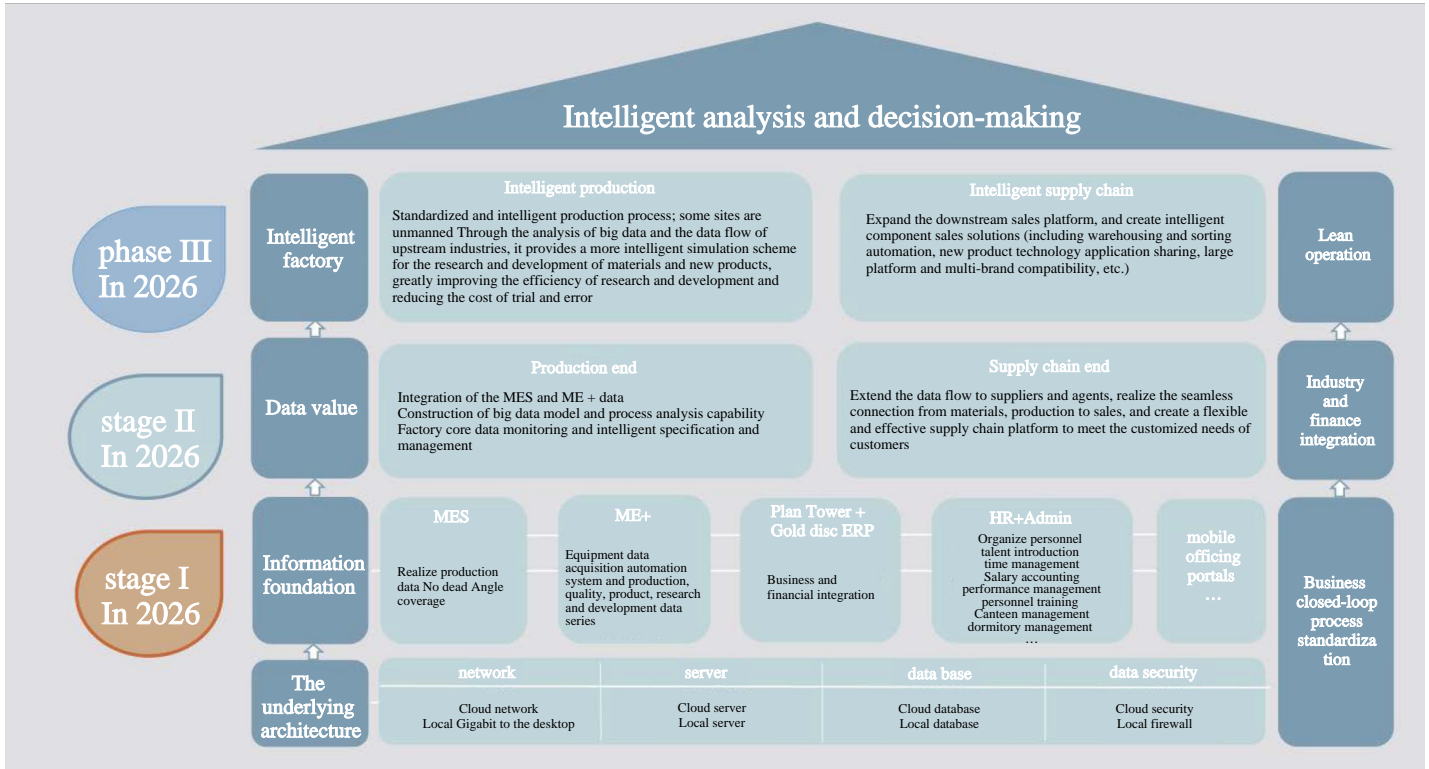 Intelligent analysis and decision-making
phase III
In 2026
Intelligent
factory
Intelligent production
Standardized and intelligent production process; some sites are
unmanned Through the analysis of big data and the data flow of
upstream industries, it provides a more intelligent simulation scheme
for the research and development of materials and new products,
greatly improving the efficiency of research and development and
reducing the cost of trial and error
Intelligent supply chain
Expand the downstream sales platform, and create intelligent
component sales solutions (including warehousing and sorting
automation, new product technology application sharing, large
platform and multi-brand compatibility, etc.)
Lean
operation
stage II
In 2026
Data value
Production end
Integration of the MES and ME + data
Construction of big data model and process analysis capability
Factory core data monitoring and intelligent specification and
management
Supply chain end
Extend the data flow to suppliers and agents, realize the seamless
connection from materials, production to sales, and create a flexible
and effective supply chain platform to meet the customized needs of
customers
Industry
and
finance
integration
stage I
In 2026
Information
foundation
MES
Realize production
data No dead Angle
coverage
ME+
Equipment data
acquisition automation
system and production,
quality, product, research
and development data
series
Plan Tower +
Gold disc ERP
Business and
financial integration
HR+Admin
Organize personnel
talent introduction
time management
Salary accounting
performance management
personnel training
Canteen management
dormitory management
...
mobile
officing
portals
...
Business
closed-loop
process
standardiza
tion
The
underlying
architecture
network
Cloud network
Local Gigabit to the desktop
server
Cloud server
Local server
data base
Cloud database
Local database
data security
Cloud security
Local firewall